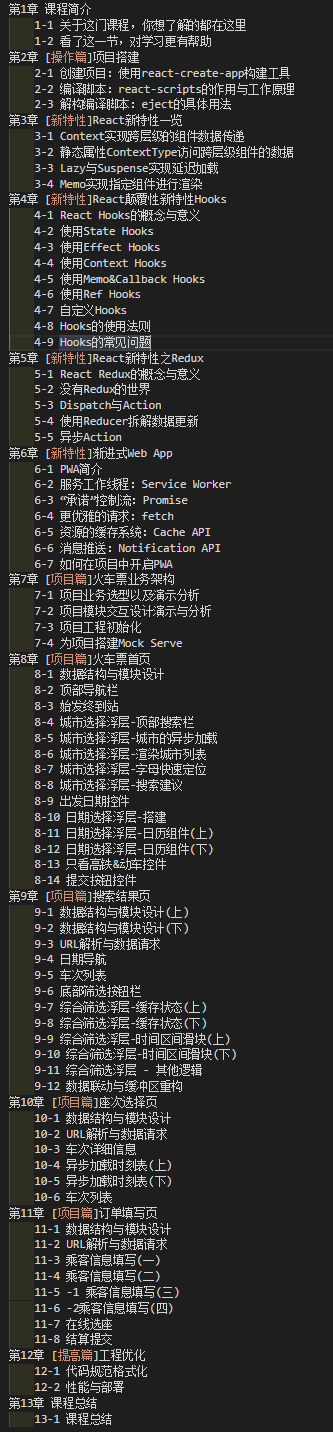 第1章 课程简介
1-1 关于这门课程，你想了解的都在这里
1-2 看了这一节，对学习更有帮助
第2章 [操作篇]项目搭建
2-1 创建项目：使用react-create-app构建工具
2-2 编译脚本：react-scripts的作用与工作原理
2-3 解构编译脚本：eject的具体用法
第3章 [新特性]React新特性一览
3-1 Context实现跨层级的组件数据传递
3-2 静态属性ContextType访问跨层级组件的数据
3-3 Lazy与Suspense实现延迟加载
3-4 Memo实现指定组件进行渲染
第4章 [新特性]React颠覆性新特性Hooks
4-1 React Hooks的概念与意义
4-2 使用State Hooks
4-3 使用Effect Hooks
4-4 使用Context Hooks
4-5 使用Memo&Callback Hooks
4-6 使用Ref Hooks
4-7 自定义Hooks
4-8 Hooks的使用法则
4-9 Hooks的常见问题
第5章 [新特性]React新特性之Redux
5-1 React Redux的概念与意义
5-2 没有Redux的世界
5-3 Dispatch与Action
5-4 使用Reducer拆解数据更新
5-5 异步Action
第6章 [新特性]渐进式Web App
6-1 PWA简介
6-2 服务工作线程：Service Worker
6-3 “承诺”控制流：Promise
6-4 更优雅的请求：fetch
6-5 资源的缓存系统：Cache API
6-6 消息推送：Notification API
6-7 如何在项目中开启PWA
第7章 [项目篇]火车票业务架构
7-1 项目业务选型以及演示分析
7-2 项目模块交互设计演示与分析
7-3 项目工程初始化
7-4 为项目搭建Mock Serve
第8章 [项目篇]火车票首页
8-1 数据结构与模块设计
8-2 顶部导航栏
8-3 始发终到站
8-4 城市选择浮层-顶部搜索栏
8-5 城市选择浮层-城市的异步加载
8-6 城市选择浮层-渲染城市列表
8-7 城市选择浮层-字母快速定位
8-8 城市选择浮层-搜索建议
8-9 出发日期控件
8-10 日期选择浮层-搭建
8-11 日期选择浮层-日历组件(上)
8-12 日期选择浮层-日历组件(下)
8-13 只看高铁&动车控件
8-14 提交按钮控件
第9章 [项目篇]搜索结果页
9-1 数据结构与模块设计(上)
9-2 数据结构与模块设计(下)
9-3 URL解析与数据请求
9-4 日期导航
9-5 车次列表
9-6 底部筛选按钮栏
9-7 综合筛选浮层-缓存状态(上)
9-8 综合筛选浮层-缓存状态(下)
9-9 综合筛选浮层-时间区间滑块(上)
9-10 综合筛选浮层-时间区间滑块(下)
9-11 综合筛选浮层 - 其他逻辑
9-12 数据联动与缓冲区重构
第10章 [项目篇]座次选择页
10-1 数据结构与模块设计
10-2 URL解析与数据请求
10-3 车次详细信息
10-4 异步加载时刻表(上)
10-5 异步加载时刻表(下)
10-6 车次列表
第11章 [项目篇]订单填写页
11-1 数据结构与模块设计
11-2 URL解析与数据请求
11-3 乘客信息填写(一)
11-4 乘客信息填写(二)
11-5 -1 乘客信息填写(三)
11-6 -2乘客信息填写(四)
11-7 在线选座
11-8 结算提交
第12章 [提高篇]工程优化
12-1 代码规范格式化
12-2 性能与部署
第13章 课程总结
13-1 课程总结